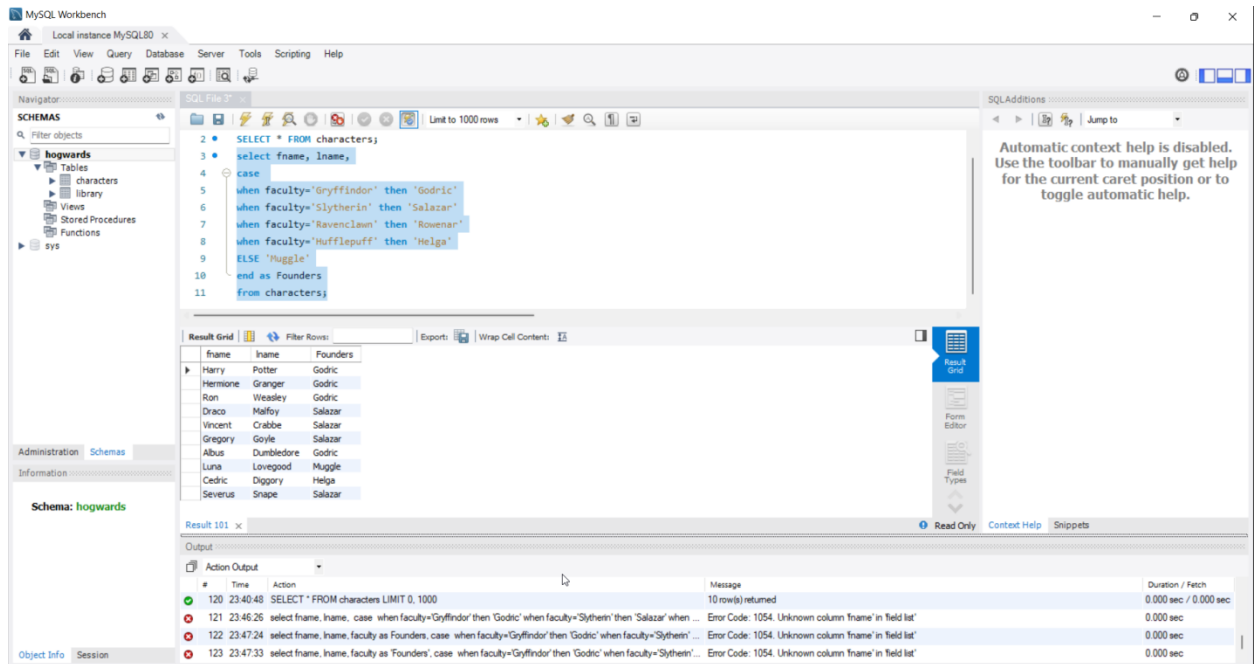 MySQL Workbench
Local instance MySQL80
File Edit View Query Database Server Tools Scripting Help
Navigator
SCHEMAS
Filter objects
hogwards
Tables
characters
library
Views
Stored Procedures
Functions
sys
Administration Schemas
Information
Schema: hogwards
Object Info Session
SQL File 3*
Limit to 1000 rows
2 SELECT * FROM characters;
3 select fname, lname,
4 case
5 when faculty='Gryffindor' then 'Godric'
6 when faculty='Slytherin' then 'Salazar'
7 when faculty='Ravenclawn' then 'Rowenar'
8 when faculty='Hufflepuff' then 'Helga'
9 ELSE 'Muggle'
10 end as Founders
11 from characters;
Result Grid Filter Rows: Export: Wrap Cell Content:
fname lname Founders
Harry Potter Godric
Hermione Granger Godric
Ron Weasley Godric
Draco Malfoy Salazar
Vincent Crabbe Salazar
Gregory Goyle Salazar
Albus Dumbledore Godric
Luna Lovegood Muggle
Cedric Diggory Helga
Severus Snape Salazar
Result
Grid
Form
Editor
Field
Types
Result 101 Read Only
SQLAdditions
Jump to
Automatic context help is disabled.
Use the toolbar to manually get help
for the current caret position or to
toggle automatic help.
Context Help Snippets
Output
Action Output
# Time Action Message Duration / Fetch
120 23:40:48 SELECT * FROM characters LIMIT 0, 1000 10 row(s) returned 0.000 sec / 0.000 sec
121 23:46:26 select fname, lname, case when faculty='Gryffindor' then 'Godric' when faculty='Slytherin' then 'Salazar' when ... Error Code: 1054. Unknown column 'fname' in 'field list' 0.000 sec
122 23:47:24 select fname, lname, faculty as Founders, case when faculty='Gryffindor' then 'Godric' when faculty='Slytherin' ... Error Code: 1054. Unknown column 'fname' in 'field list' 0.000 sec
123 23:47:33 select fname, lname, faculty as 'Founders', case when faculty='Gryffindor' then 'Godric' when faculty='Slytherin'... Error Code: 1054. Unknown column 'fname' in 'field list' 0.000 sec